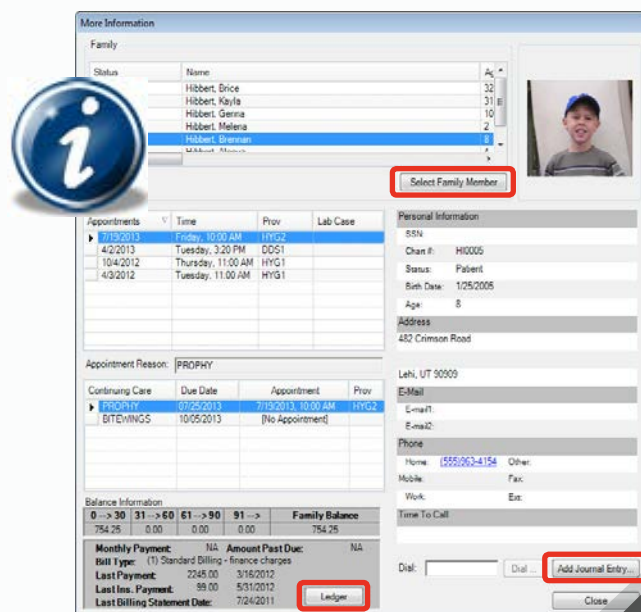 More Information
Family
Status Name Ag
Hibbert, Brice 32
Hibbert, Kayla 31
Hibbert, Genna 10
Hibbert, Melena 2
Hibbert, Brennan 8
Select Family Member
Appointments Time Prov Lab Case
7/19/2013 Friday, 10:00 AM HYG2
4/2/2013 Tuesday, 3:20 PM DDS1
10/4/2012 Thursday, 11:00 AM HYG1
4/3/2012 Tuesday, 11:00 AM HYG1
Appointment Reason: PROPHY
Continuing Care Due Date Appointment Prov
PROPHY 07/25/2013 7/19/2013, 10:00 AM HYG2
BITEWINGS 10/05/2013 [No Appointment]
Balance Information
0 --> 30 31 --> 60 61 --> 90 91 --> Family Balance
754.25 0.00 0.00 0.00 754.25
Monthly Payment: NA Amount Past Due: NA
Bill Type: (1) Standard Billing - finance charges
Last Payment: 2245.00 3/16/2012
Last Ins. Payment: 99.00 5/31/2012
Last Billing Statement Date: 7/24/2011
Ledger
Personal Information
SSN:
Chart #: HI0005
Status: Patient
Birth Date: 1/25/2005
Age: 8
Address
482 Crimson Road
Lehi, UT 90909
E-Mail
E-mail1:
E-mail2:
Phone
Home: (555)963-4154 Other:
Mobile: Fax:
Work: Ext:
Time To Call
Dial: Dial ... Add Journal Entry...
Close